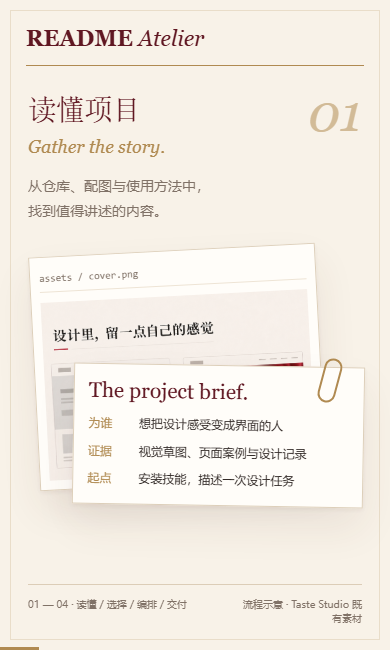 README Atelier
读懂项目
01
Gather the story.
从仓库、配图与使用方法中，
找到值得讲述的内容。
assets / cover.png
设计里，留一点自己的感觉
The project brief.
为谁 想把设计感受变成界面的人
证据 视觉草图、页面案例与设计记录
起点 安装技能，描述一次设计任务
01 — 04 · 读懂 / 选择 / 编排 / 交付
流程示意 · Taste Studio 既
有素材